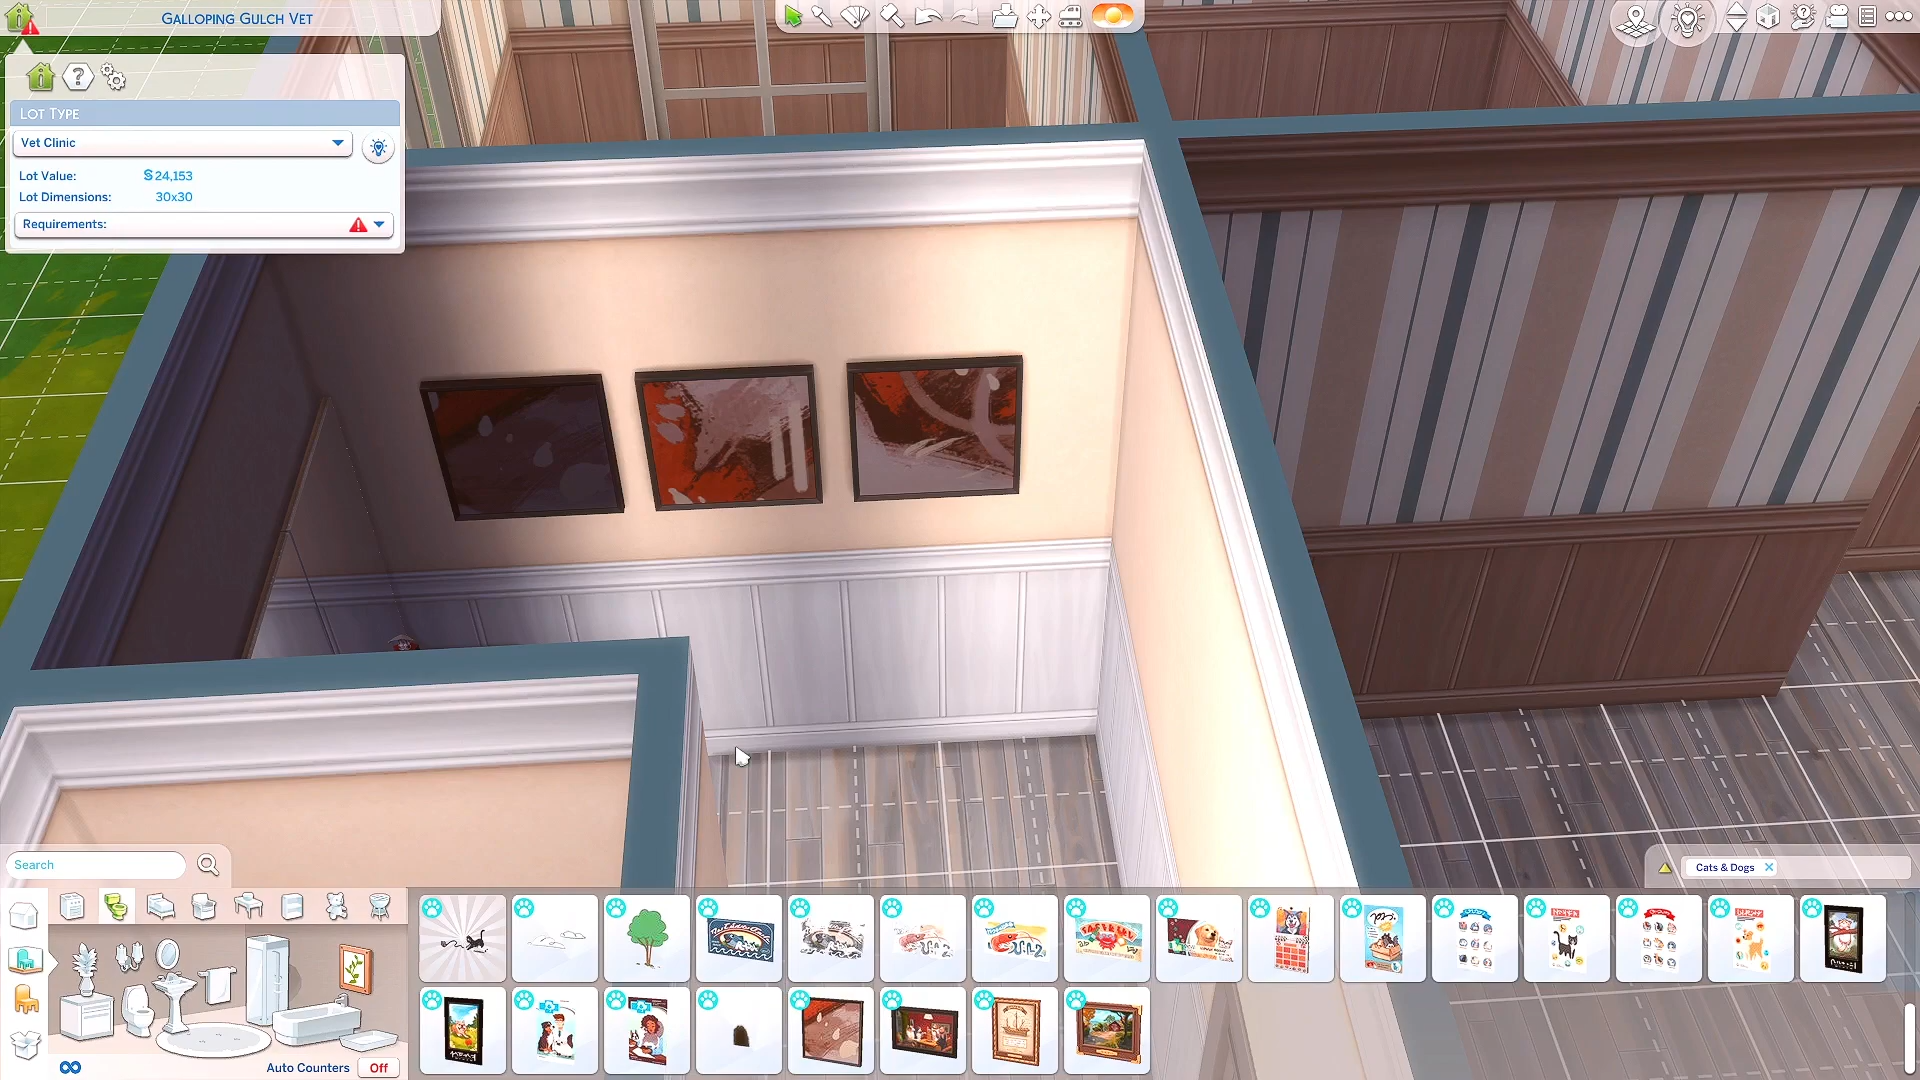 Galloping Gulch Vet
Lot Type
Vet Clinic
Lot Value: §24,153
Lot Dimensions: 30x30
Requirements:
Search
Cats & Dogs
Auto Counters Off